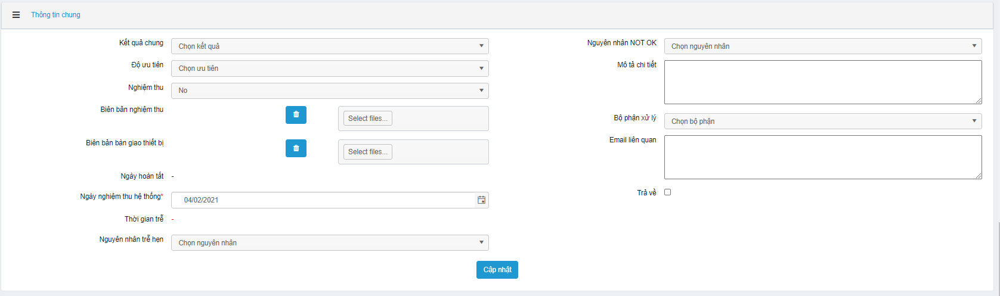 Thông tin chung
Kết quả chung
Chọn kết quả
Độ ưu tiên
Chọn ưu tiên
Nghiệm thu
No
Biên bản nghiệm thu
Select files...
Biên bản bàn giao thiết bị
Select files...
Ngày hoàn tất
-
Ngày nghiệm thu hệ thống*
04/02/2021
Thời gian trễ
-
Nguyên nhân trễ hẹn
Chọn nguyên nhân
Nguyên nhân NOT OK
Chọn nguyên nhân
Mô tả chi tiết
Bộ phận xử lý
Chọn bộ phận
Email liên quan
Trả về
Cập nhật